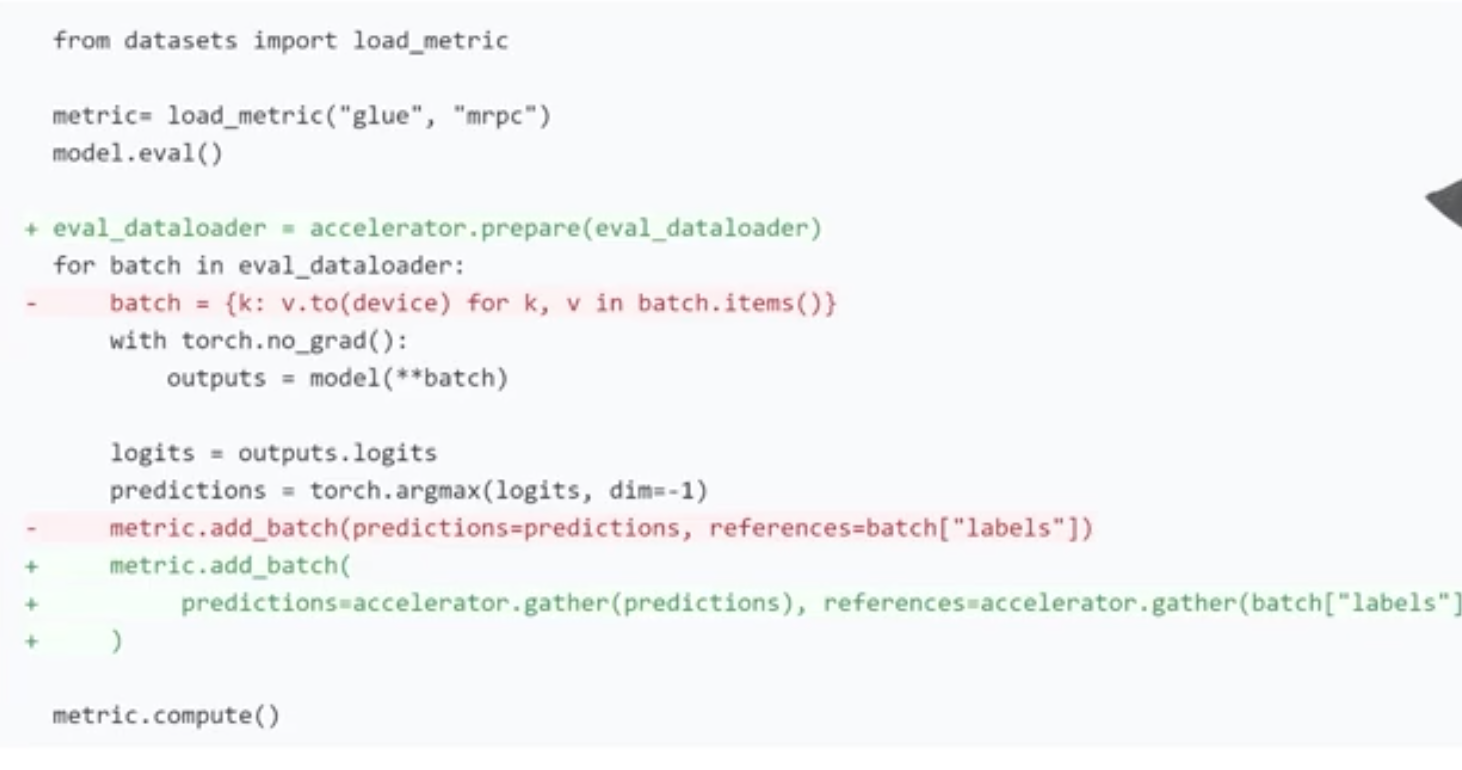 from datasets import load_metric
metric= load_metric("glue", "mrpc")
model.eval()
+ eval_dataloader = accelerator.prepare(eval_dataloader)
for batch in eval_dataloader:
- batch = {k: v.to(device) for k, v in batch.items()}
with torch.no_grad():
outputs = model(**batch)
logits = outputs.logits
predictions = torch.argmax(logits, dim=-1)
- metric.add_batch(predictions=predictions, references=batch["labels"])
+ metric.add_batch(
+ predictions=accelerator.gather(predictions), references=accelerator.gather(batch["labels"]
+ )
metric.compute()